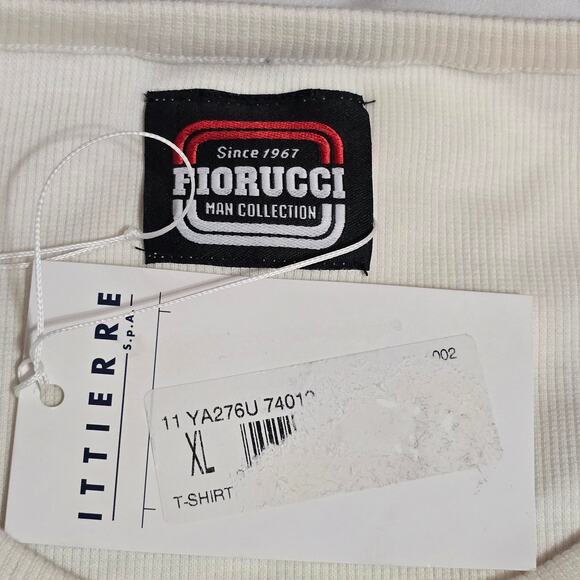 Since 1967
FIORUCCI
MAN COLLECTION
ITTIERRE
S.p.A.
002
11 YA276U 7401
XL
T-SHIRT